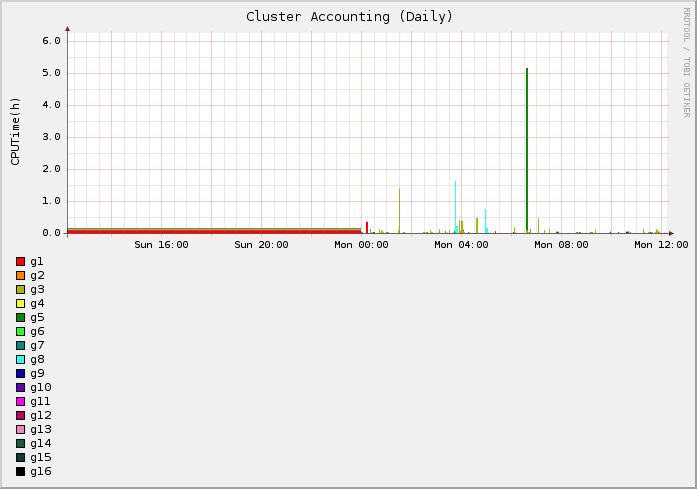 Cluster Accounting (Daily)
RRDTOOL / TOBI OETIKER
CPUTime(h)
6.0
5.0
4.0
3.0
2.0
1.0
0.0
Sun 16:00 Sun 20:00 Mon 00:00 Mon 04:00 Mon 08:00 Mon 12:00
g1
g2
g3
g4
g5
g6
g7
g8
g9
g10
g11
g12
g13
g14
g15
g16